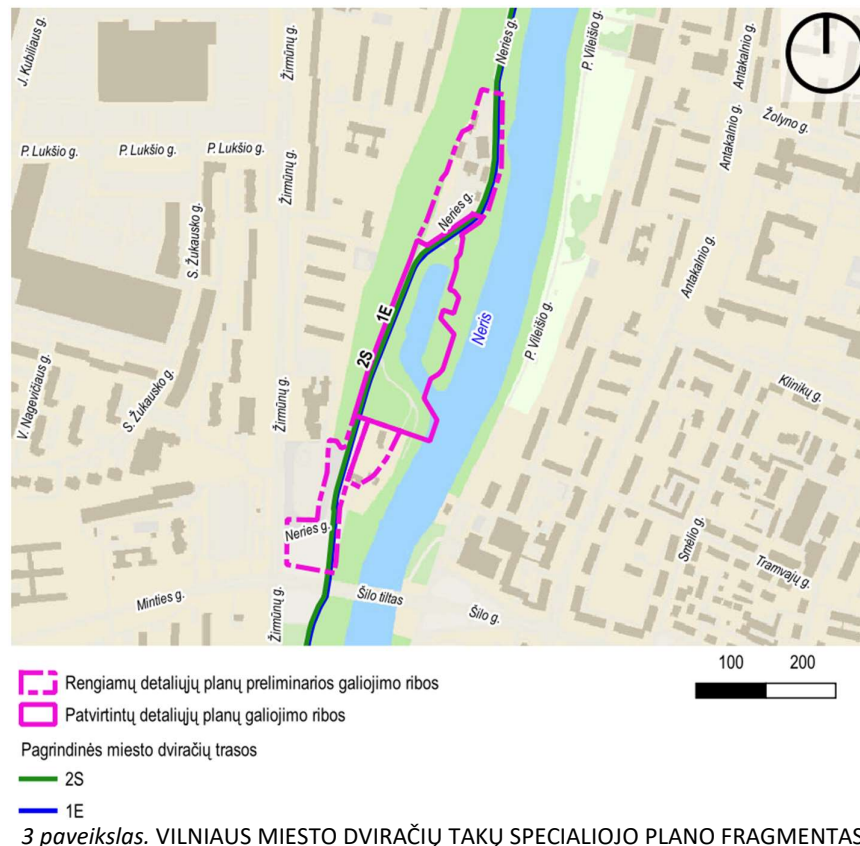 J. Kubiliaus g.
Žirmūnų g.
Neries g.
P. Vileišio g.
Antakalnio g.
Žolyno g.
Antakalnio g.
P. Lukšio g.
P. Lukšio g.
P. Lukšio g.
Žirmūnų g.
S. Žukausko g.
Neries g.
Antakalnio g.
1E
2S
Neris
P. Vileišio g.
V. Nagevičiaus g.
S. Žukausko g.
Žirmūnų g.
Klinikų g.
Neries g.
Smėlio g.
Tramvajų g.
Minties g.
Žirmūnų g.
Šilo tiltas
Šilo g.
100 200
Rengiamų detaliųjų planų preliminarios galiojimo ribos
Patvirtintų detaliųjų planų galiojimo ribos
Pagrindinės miesto dviračių trasos
2S
1E
3 paveikslas. VILNIAUS MIESTO DVIRAČIŲ TAKŲ SPECIALIOJO PLANO FRAGMENTAS